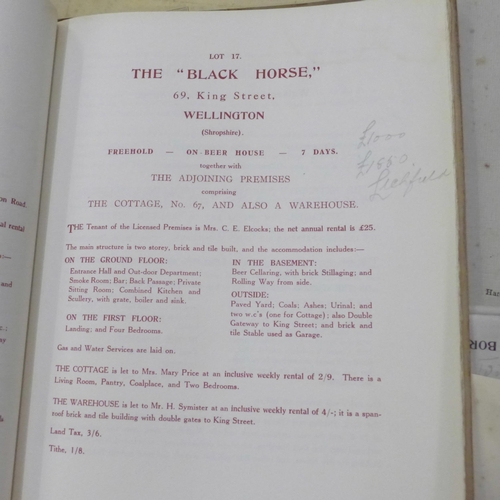 LOT 17.
THE "BLACK HORSE,"
69, King Street,
WELLINGTON
(Shropshire).
FREEHOLD — ON BEER HOUSE — 7 DAYS.
together with
THE ADJOINING PREMISES
comprising
THE COTTAGE, No. 67, AND ALSO A WAREHOUSE.
£1000
£1550.
Lichfield
THE Tenant of the Licensed Premises is Mrs. C. E. Elcocks; the net annual rental is £25.
The main structure is two storey, brick and tile built, and the accommodation includes:—
ON THE GROUND FLOOR:
Entrance Hall and Out-door Department;
Smoke Room; Bar; Back Passage; Private
Sitting Room; Combined Kitchen and
Scullery, with grate, boiler and sink.
ON THE FIRST FLOOR:
Landing; and Four Bedrooms.
IN THE BASEMENT:
Beer Cellaring, with brick Stillaging; and
Rolling Way from side.
OUTSIDE:
Paved Yard; Coals; Ashes; Urinal; and
two w.c's (one for Cottage); also Double
Gateway to King Street; and brick and
tile Stable used as Garage.
Gas and Water Services are laid on.
THE COTTAGE is let to Mrs. Mary Price at an inclusive weekly rental of 2/9. There is a
Living Room, Pantry, Coalplace, and Two Bedrooms.
THE WAREHOUSE is let to Mr. H. Symister at an inclusive weekly rental of 4/-; it is a span-
roof brick and tile building with double gates to King Street.
Land Tax, 3/6.
Tithe, 1/8.
on Road.
ual rental
and